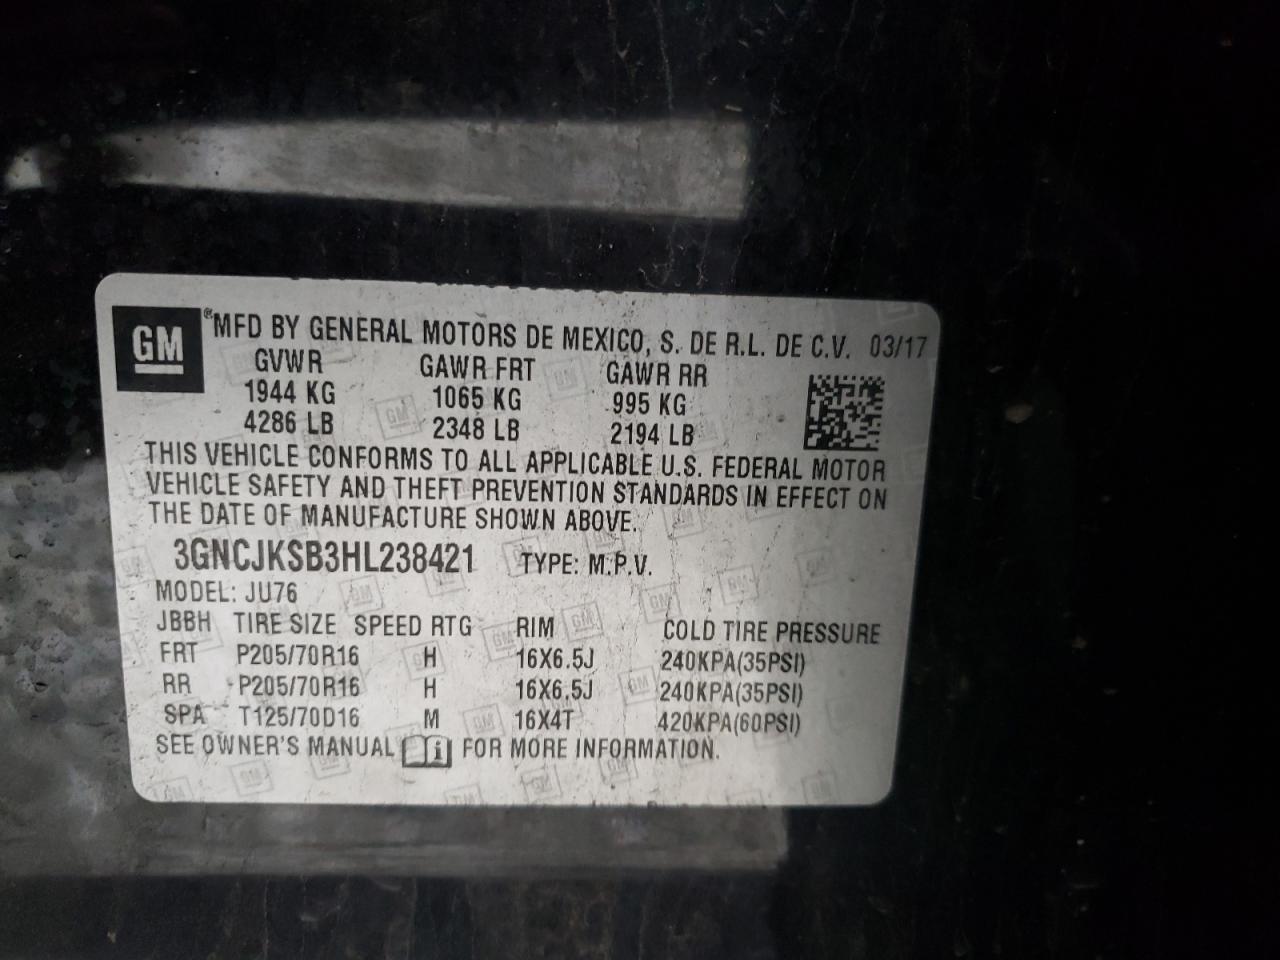 GM ® MFD BY GENERAL MOTORS DE MEXICO, S. DE R.L. DE C.V. 03/17
GVWR GAWR FRT GAWR RR
1944 KG 1065 KG 995 KG
4286 LB 2348 LB 2194 LB
THIS VEHICLE CONFORMS TO ALL APPLICABLE U.S. FEDERAL MOTOR
VEHICLE SAFETY AND THEFT PREVENTION STANDARDS IN EFFECT ON
THE DATE OF MANUFACTURE SHOWN ABOVE.
3GNCJKSB3HL238421 TYPE: M.P.V.
MODEL: JU76
JBBH TIRE SIZE SPEED RTG RIM COLD TIRE PRESSURE
FRT P205/70R16 H 16X6.5J 240KPA(35PSI)
RR P205/70R16 H 16X6.5J 240KPA(35PSI)
SPA T125/70D16 M 16X4T 420KPA(60PSI)
SEE OWNER'S MANUAL i FOR MORE INFORMATION.